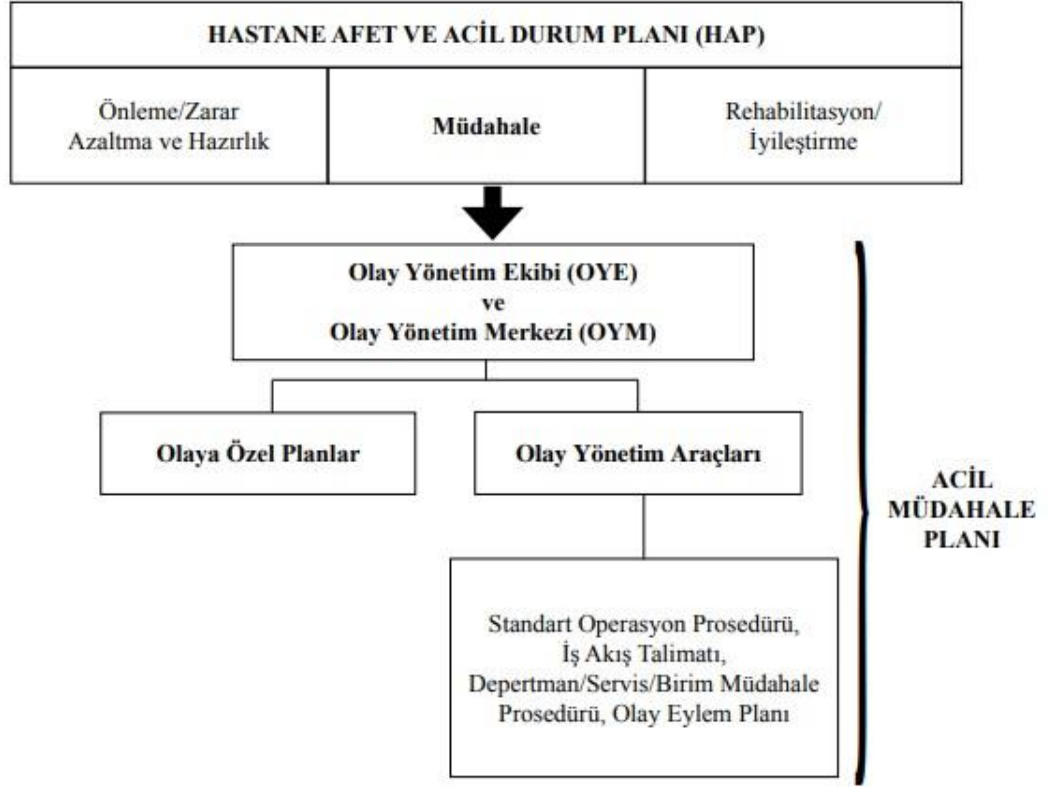 HASTANE AFET VE ACİL DURUM PLANI (HAP)
Önleme/Zarar
Azaltma ve Hazırlık
Müdahale
Rehabilitasyon/
İyileştirme
Olay Yönetim Ekibi (OYE)
ve
Olay Yönetim Merkezi (OYM)
Olaya Özel Planlar
Olay Yönetim Araçları
Standart Operasyon Prosedürü,
İş Akış Talimatı,
Depertman/Servis/Birim Müdahale
Prosedürü, Olay Eylem Planı
ACİL
MÜDAHALE
PLANI